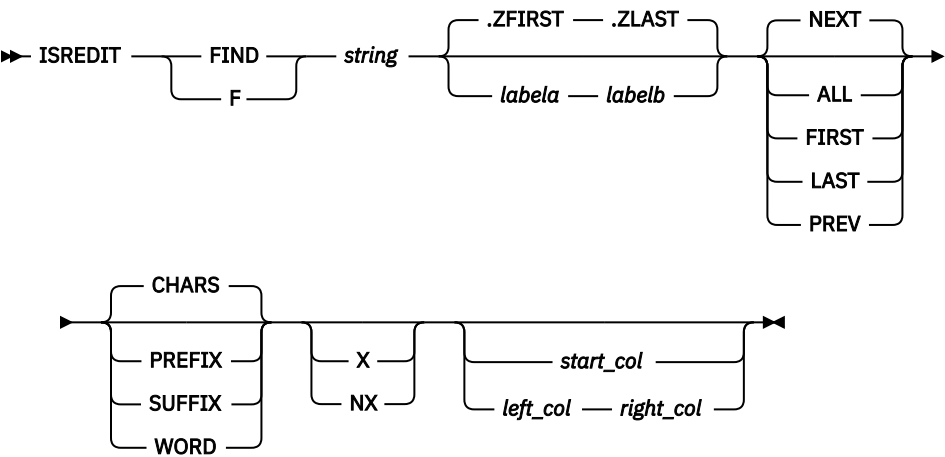 .ZFIRST .ZLAST NEXT
ISREDIT FIND string
F labela labelb ALL
FIRST
LAST
PREV
CHARS
PREFIX X start_col
SUFFIX NX left_col right_col
WORD